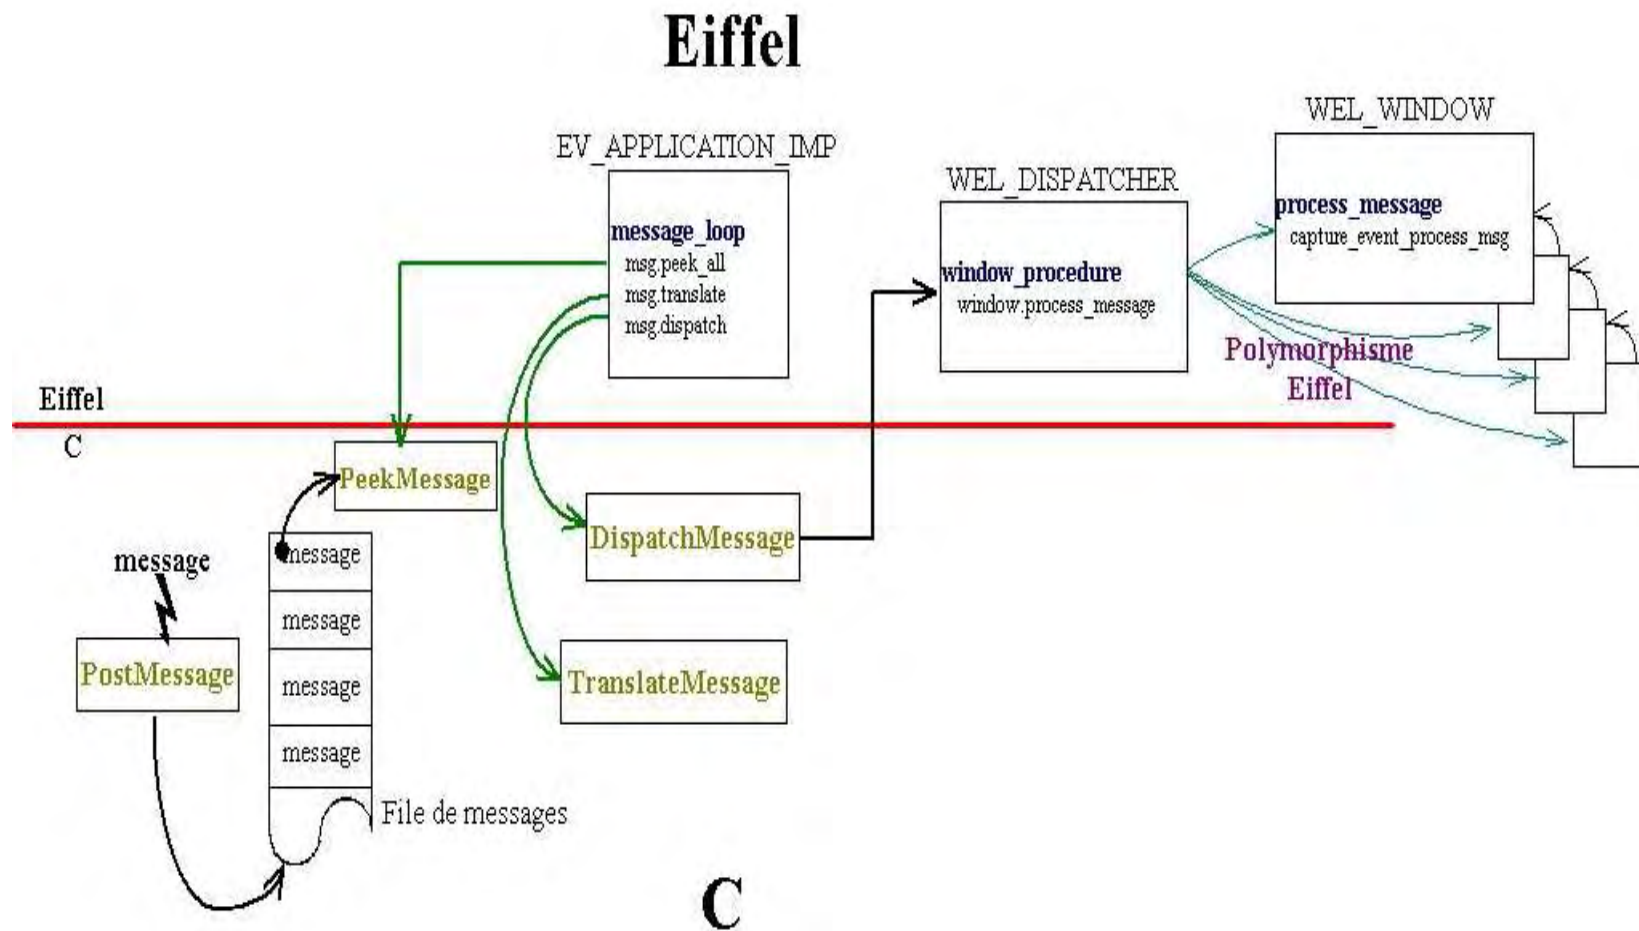 Eiffel
WEL_WINDOW
process_message
capture_event_process_msg
EV_APPLICATION_IMP
message_loop
msg.peek_all
msg.translate
msg.dispatch
WEL_DISPATCHER
window_procedure
window.process_message
Polymorphisme
Eiffel
Eiffel
C
PeekMessage
DispatchMessage
TranslateMessage
message
PostMessage
message
message
message
message
File de messages
C